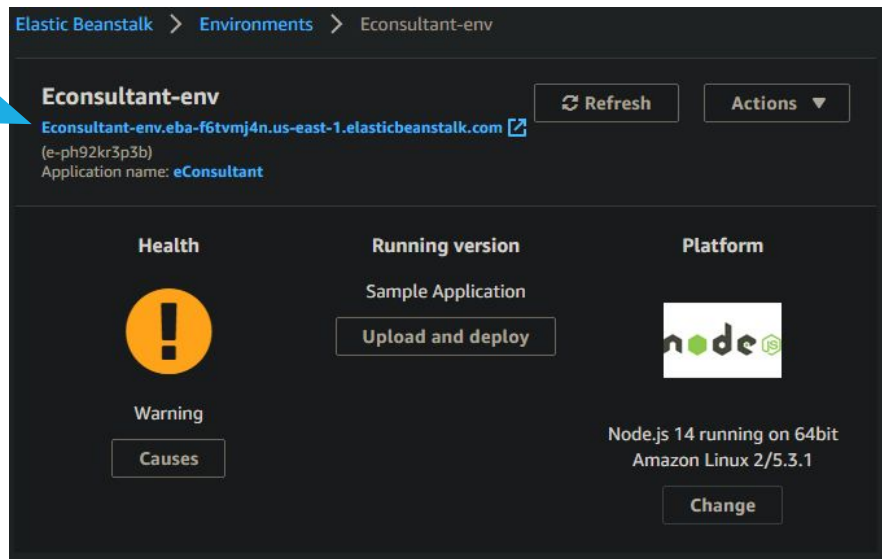 Elastic Beanstalk > Environments > Econsultant-env
Econsultant-env
Refresh
Actions
Econsultant-env.eba-f6tvmj4n.us-east-1.elasticbeanstalk.com
(e-ph92kr3p3b)
Application name: eConsultant
Health
Running version
Platform
Sample Application
Upload and deploy
node
JS
Warning
Causes
Node.js 14 running on 64bit
Amazon Linux 2/5.3.1
Change